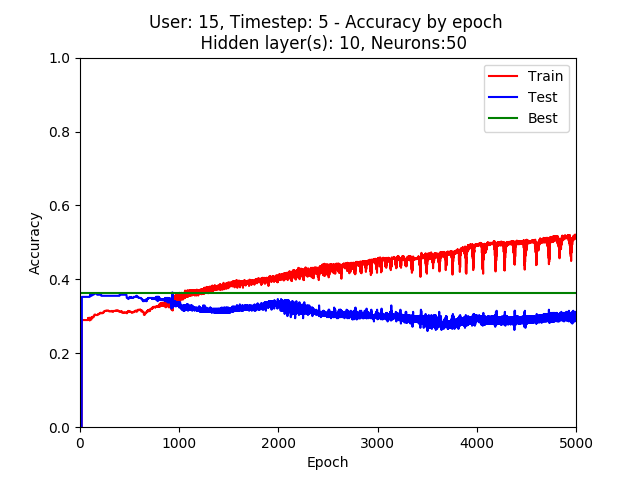 User: 15, Timestep: 5 - Accuracy by epoch
Hidden layer(s): 10, Neurons:50
1.0
0.8
0.6
0.4
0.2
0.0
Accuracy
Train
Test
Best
0
1000
2000
3000
4000
5000
Epoch